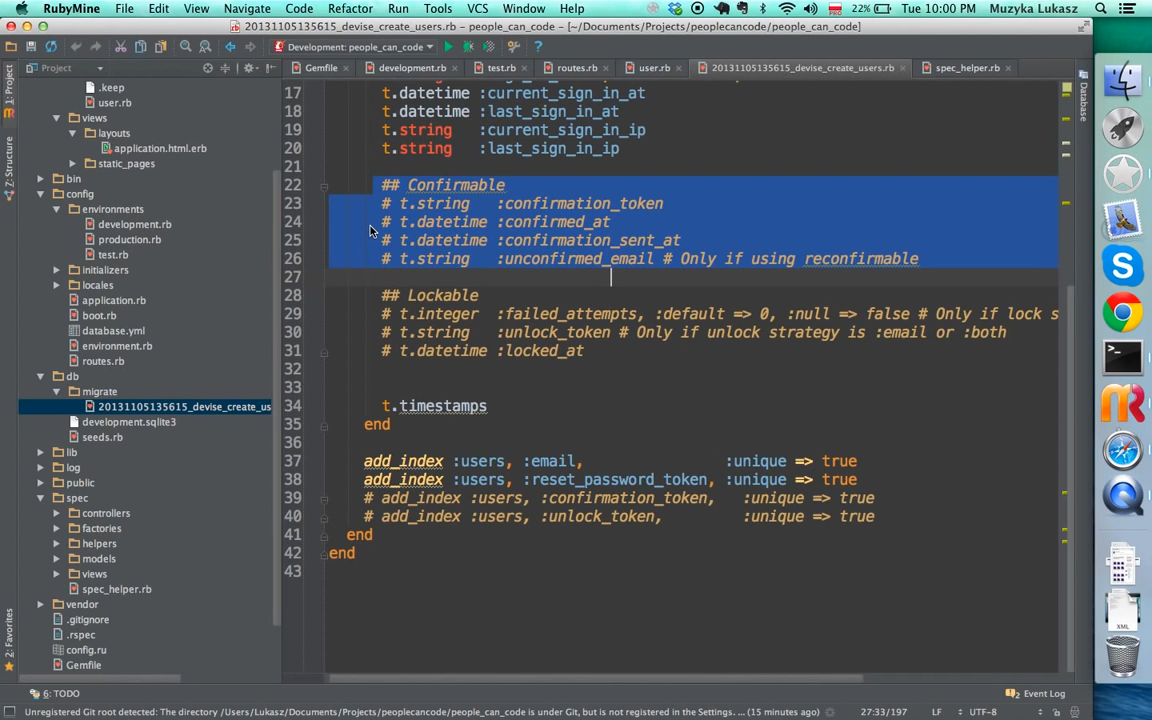 RubyMine File Edit View Navigate Code Refactor Run Tools VCS Window Help 22% Tue 10:00 PM Muzyka Lukasz
20131105135615_devise_create_users.rb - people_can_code - [~/Documents/Projects/peoplecancode/people_can_code]
Development: people_can_code
Project
Gemfile development.rb test.rb routes.rb user.rb 20131105135615_devise_create_users.rb spec_helper.rb
1: Project
Z: Structure
2: Favorites
Database
.keep
user.rb
views
layouts
application.html.erb
static_pages
bin
config
environments
development.rb
production.rb
test.rb
initializers
locales
application.rb
boot.rb
database.yml
environment.rb
routes.rb
db
migrate
20131105135615_devise_create_us
development.sqlite3
seeds.rb
lib
log
public
spec
controllers
factories
helpers
models
views
spec_helper.rb
vendor
.gitignore
.rspec
config.ru
Gemfile
17 t.datetime :current_sign_in_at
18 t.datetime :last_sign_in_at
19 t.string :current_sign_in_ip
20 t.string :last_sign_in_ip
21
22 ## Confirmable
23 # t.string :confirmation_token
24 # t.datetime :confirmed_at
25 # t.datetime :confirmation_sent_at
26 # t.string :unconfirmed_email # Only if using reconfirmable
27
28 ## Lockable
29 # t.integer :failed_attempts, :default => 0, :null => false # Only if lock s
30 # t.string :unlock_token # Only if unlock strategy is :email or :both
31 # t.datetime :locked_at
32
33
34 t.timestamps
35 end
36
37 add_index :users, :email, :unique => true
38 add_index :users, :reset_password_token, :unique => true
39 # add_index :users, :confirmation_token, :unique => true
40 # add_index :users, :unlock_token, :unique => true
41 end
42 end
43
XML
6: TODO
2 Event Log
Unregistered Git root detected: The directory /Users/Lukasz/Documents/Projects/peoplecancode/people_can_code is under Git, but is not registered in the Settings. ... (15 minutes ago) 27:33/197 LF UTF-8